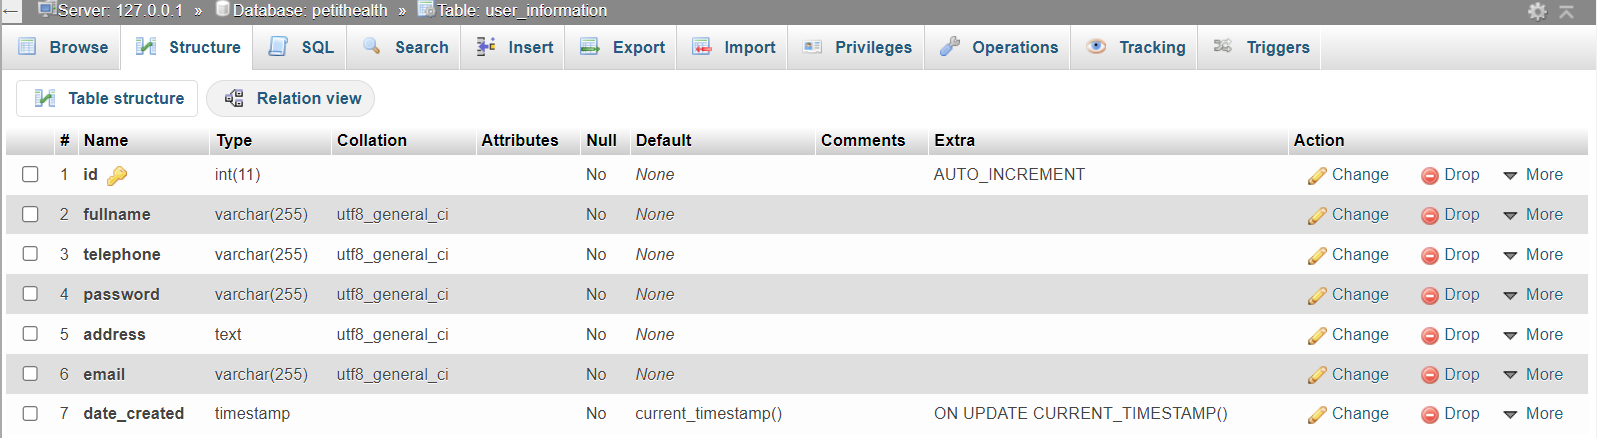 Server: 127.0.0.1 » Database: petithealth » Table: user_information
Browse Structure SQL Search Insert Export Import Privileges Operations Tracking Triggers
Table structure Relation view
# Name Type Collation Attributes Null Default Comments Extra Action
1 id int(11) No None AUTO_INCREMENT Change Drop More
2 fullname varchar(255) utf8_general_ci No None Change Drop More
3 telephone varchar(255) utf8_general_ci No None Change Drop More
4 password varchar(255) utf8_general_ci No None Change Drop More
5 address text utf8_general_ci No None Change Drop More
6 email varchar(255) utf8_general_ci No None Change Drop More
7 date_created timestamp No current_timestamp() ON UPDATE CURRENT_TIMESTAMP() Change Drop More